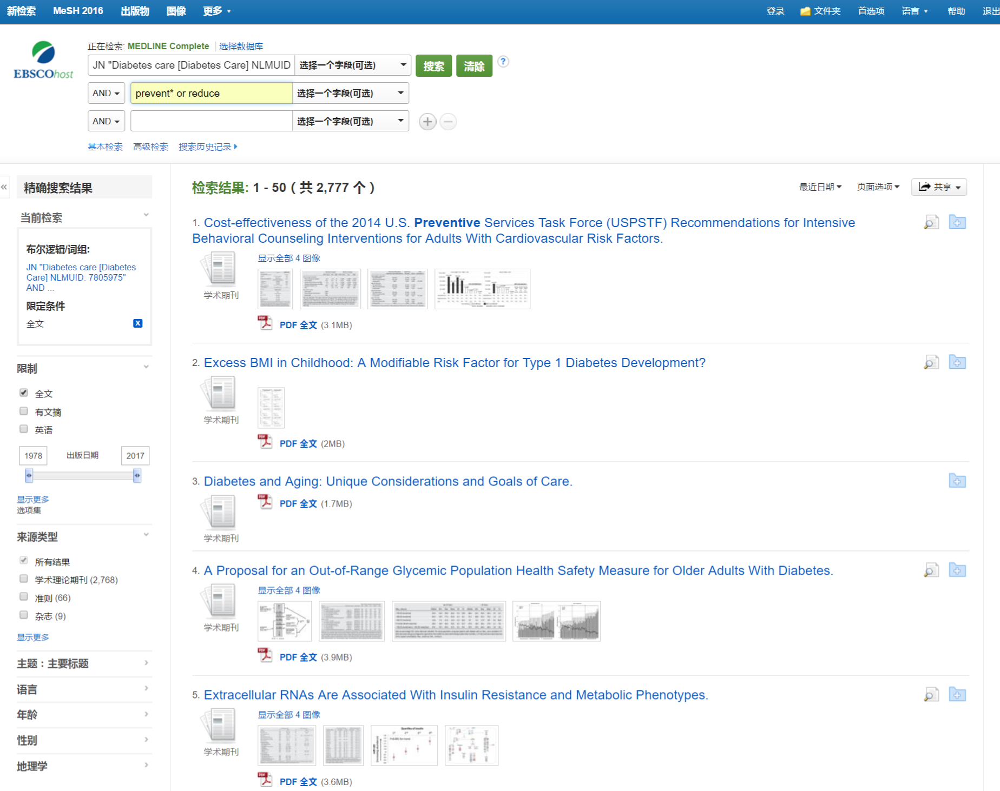 新检索 MeSH 2016 出版物 图像 更多 登录 文件夹 首选项 语言 帮助 退出
正在检索: MEDLINE Complete 选择数据库
JN "Diabetes care [Diabetes Care] NLMUID 选择一个字段(可选) 搜索 清除 ?
EBSCOhost
AND prevent* or reduce 选择一个字段(可选)
AND 选择一个字段(可选)
基本检索 高级检索 搜索历史记录
精确搜索结果
当前检索
布尔逻辑/词组:
JN "Diabetes care [Diabetes
Care] NLMUID: 7805975"
AND ...
限定条件
全文
限制
全文
有文摘
英语
1978 出版日期 2017
显示更多
选项集
来源类型
所有结果
学术理论期刊 (2,768)
准则 (66)
杂志 (9)
显示更多
主题：主要标题
语言
年龄
性别
地理学
检索结果: 1 - 50 ( 共 2,777 个 )
最近日期 页面选项 共享
1. Cost-effectiveness of the 2014 U.S. Preventive Services Task Force (USPSTF) Recommendations for Intensive
Behavioral Counseling Interventions for Adults With Cardiovascular Risk Factors.
显示全部 4 图像
学术期刊
PDF 全文 (3.1MB)
2. Excess BMI in Childhood: A Modifiable Risk Factor for Type 1 Diabetes Development?
学术期刊
PDF 全文 (2MB)
3. Diabetes and Aging: Unique Considerations and Goals of Care.
PDF 全文 (1.7MB)
学术期刊
4. A Proposal for an Out-of-Range Glycemic Population Health Safety Measure for Older Adults With Diabetes.
显示全部 4 图像
学术期刊
PDF 全文 (3.9MB)
5. Extracellular RNAs Are Associated With Insulin Resistance and Metabolic Phenotypes.
显示全部 4 图像
学术期刊
PDF 全文 (3.6MB)